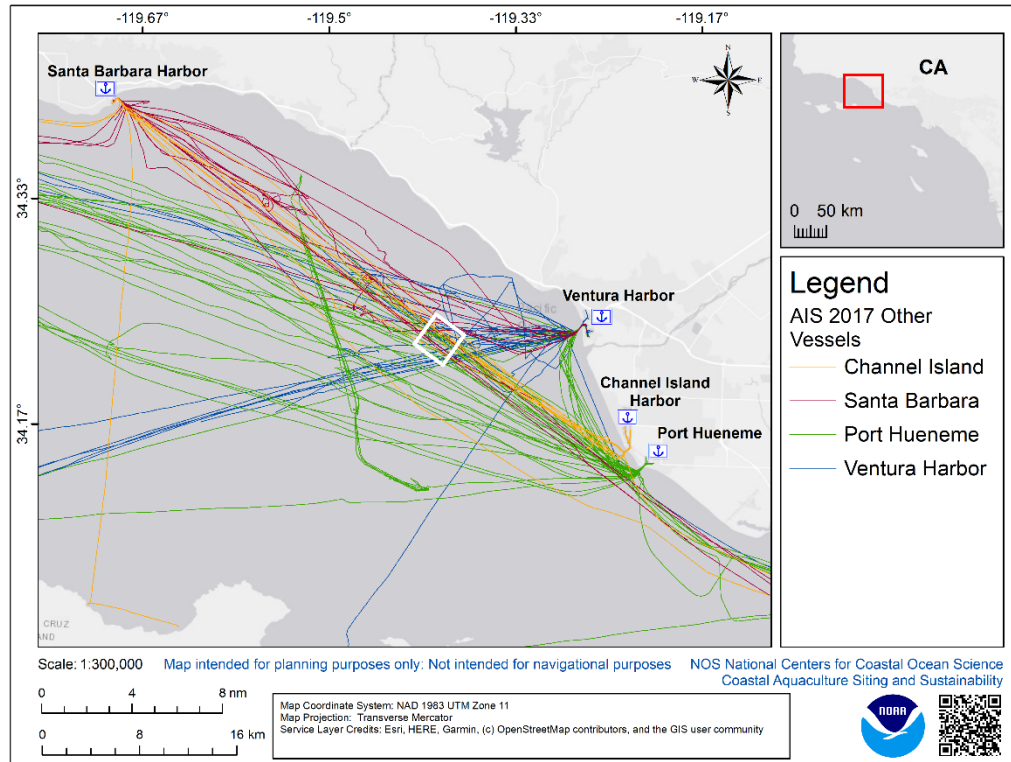 -119.67°
-119.5°
-119.33°
-119.17°
34.33°
34.17°
Santa Barbara Harbor
N
W
E
S
Ventura Harbor
Channel Island
Harbor
Port Hueneme
CRUZ
AND
CA
0 50 km
Legend
AIS 2017 Other
Vessels
Channel Island
Santa Barbara
Port Hueneme
Ventura Harbor
Scale: 1:300,000
Map intended for planning purposes only: Not intended for navigational purposes
NOS National Centers for Coastal Ocean Science
Coastal Aquaculture Siting and Sustainability
0 4 8 nm
0 8 16 km
Map Coordinate System: NAD 1983 UTM Zone 11
Map Projection: Transverse Mercator
Service Layer Credits: Esri, HERE, Garmin, (c) OpenStreetMap contributors, and the GIS user community
NOAA